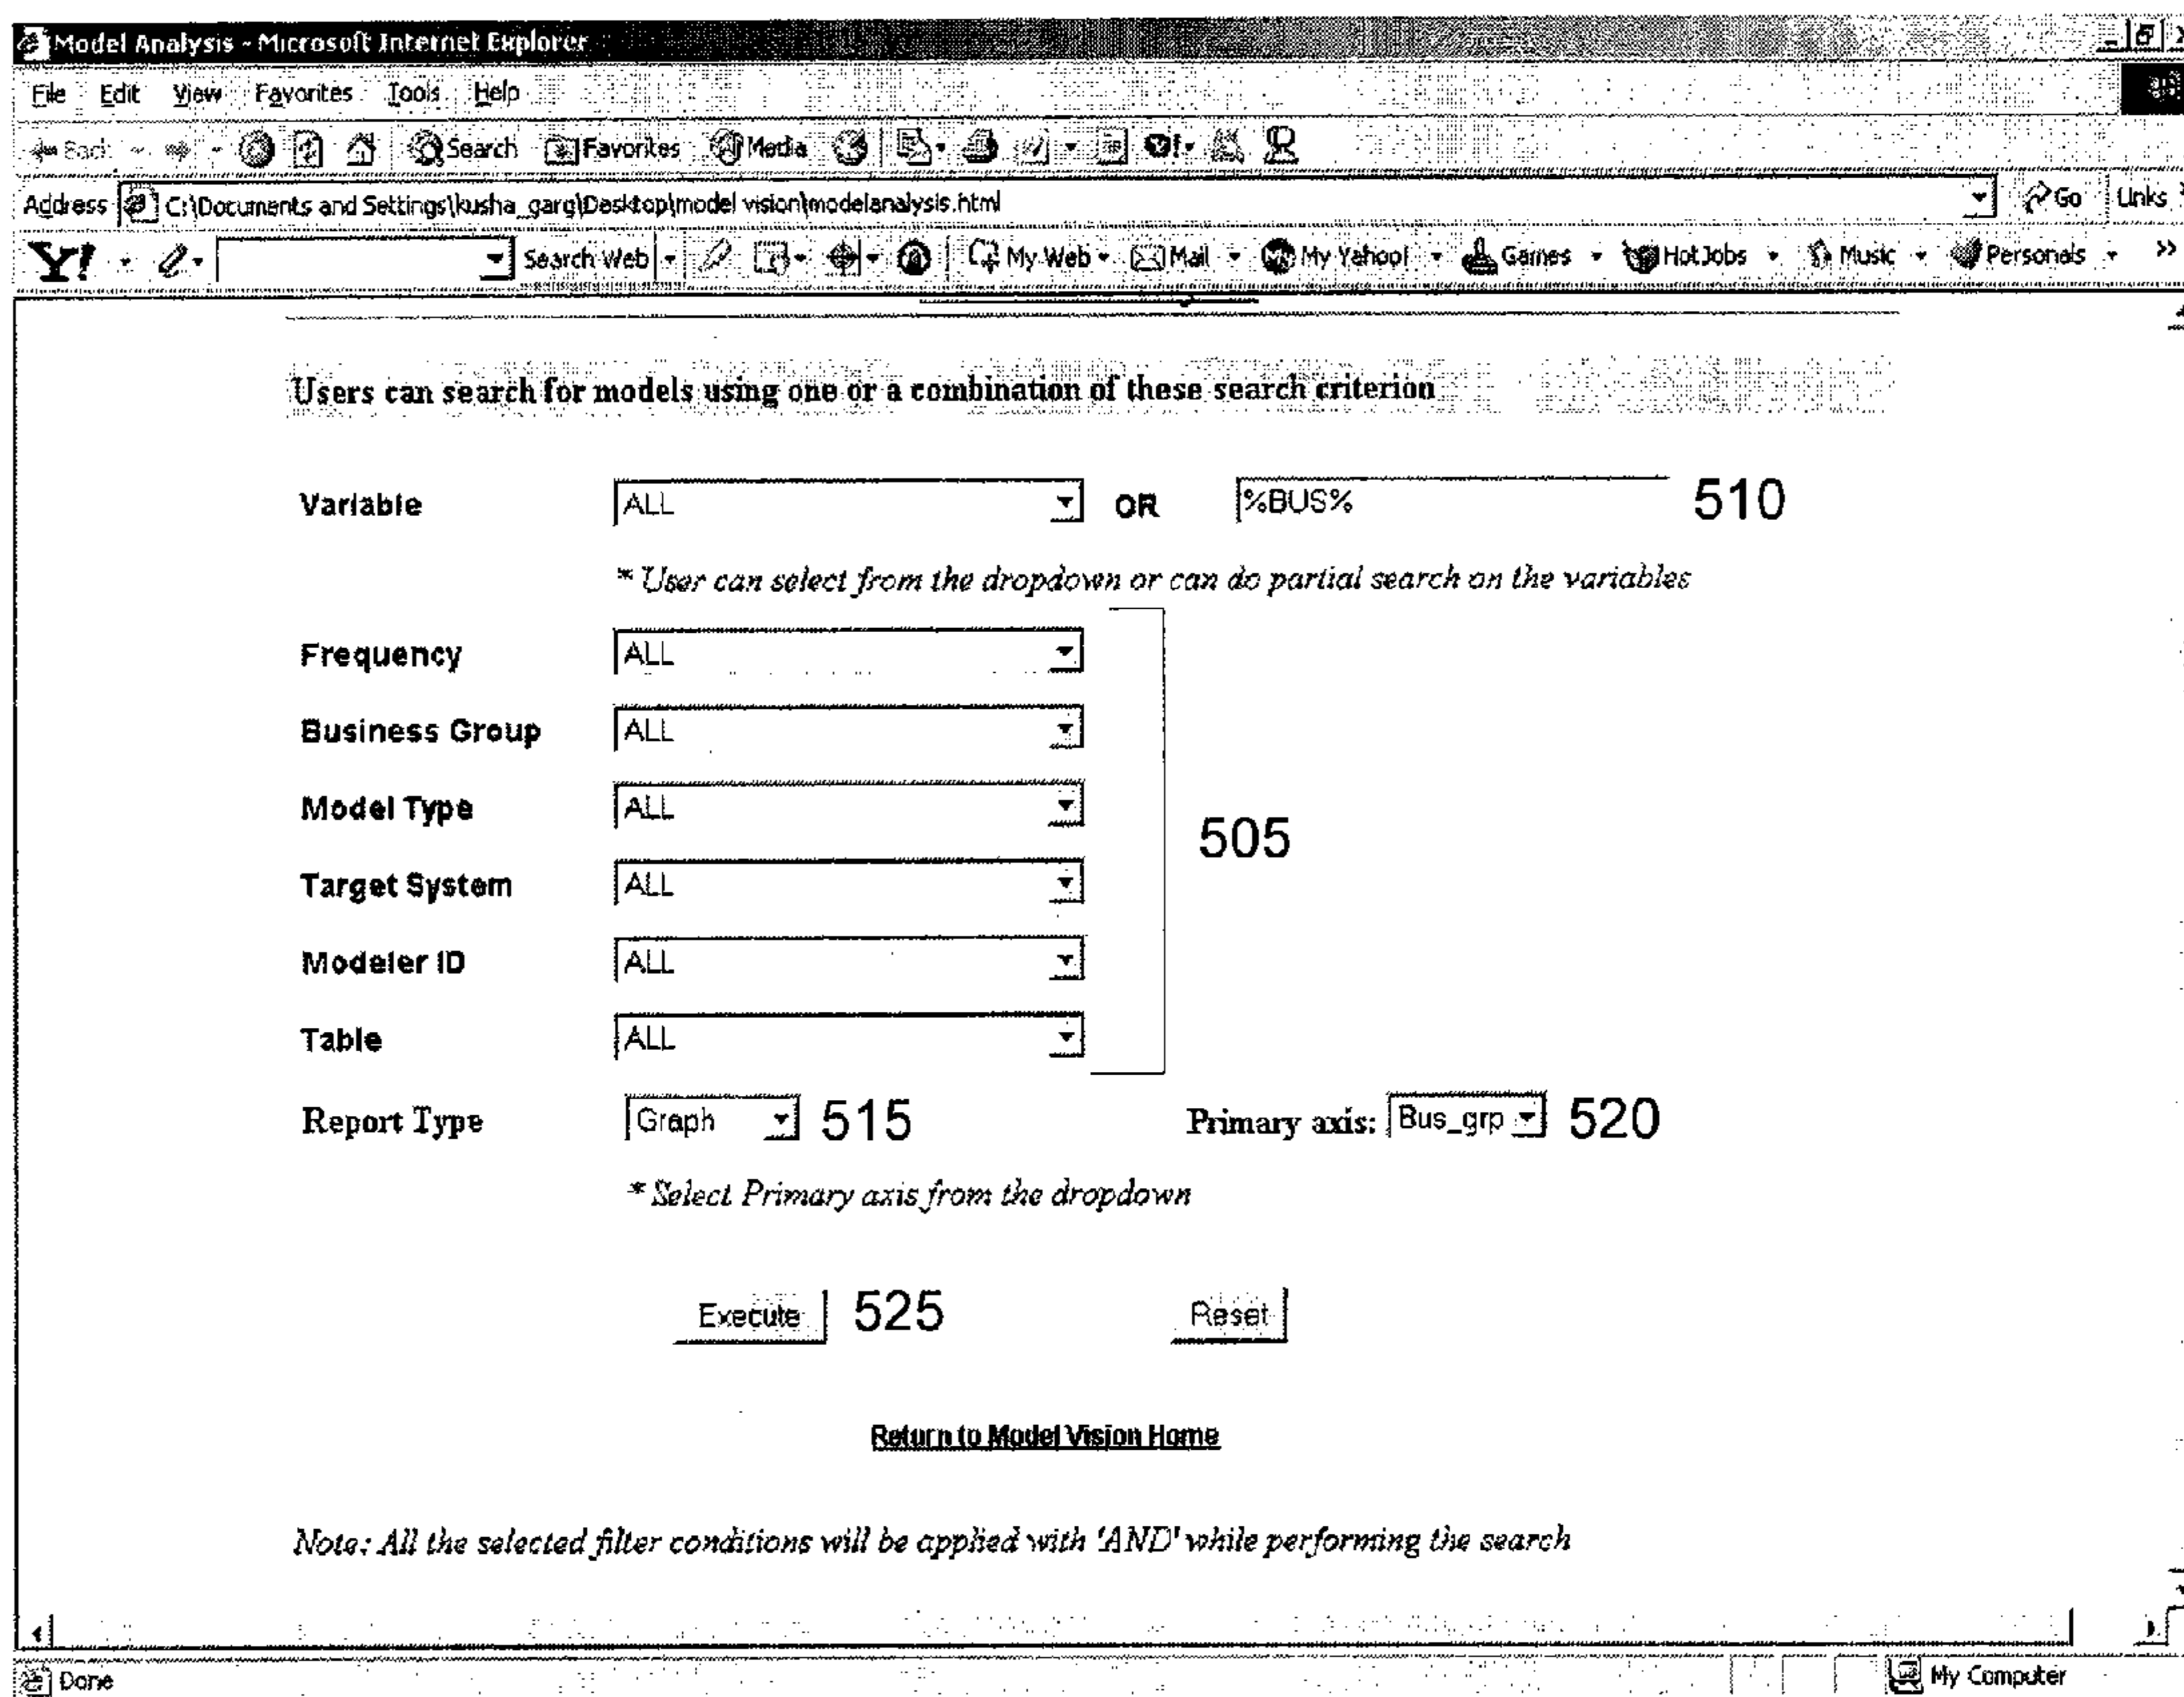 Model Analysis - Microsoft Internet Explorer
File Edit View Favorites Tools Help
Back Search Favorites Media
Address C:\Documents and Settings\kusha_garg\Desktop\model vision\modelanalysis.html Go Links
Y! Search Web My Web Mail My Yahoo! Games HotJobs Music Personals »
Users can search for models using one or a combination of these search criterion
Variable ALL OR %BUS% 510
* User can select from the dropdown or can do partial search on the variables
Frequency ALL
Business Group ALL
Model Type ALL
505
Target System ALL
Modeler ID ALL
Table ALL
Report Type Graph 515 Primary axis: Bus_grp 520
* Select Primary axis from the dropdown
Execute 525 Reset
Return to Model Vision Home
Note: All the selected filter conditions will be applied with 'AND' while performing the search
Done My Computer